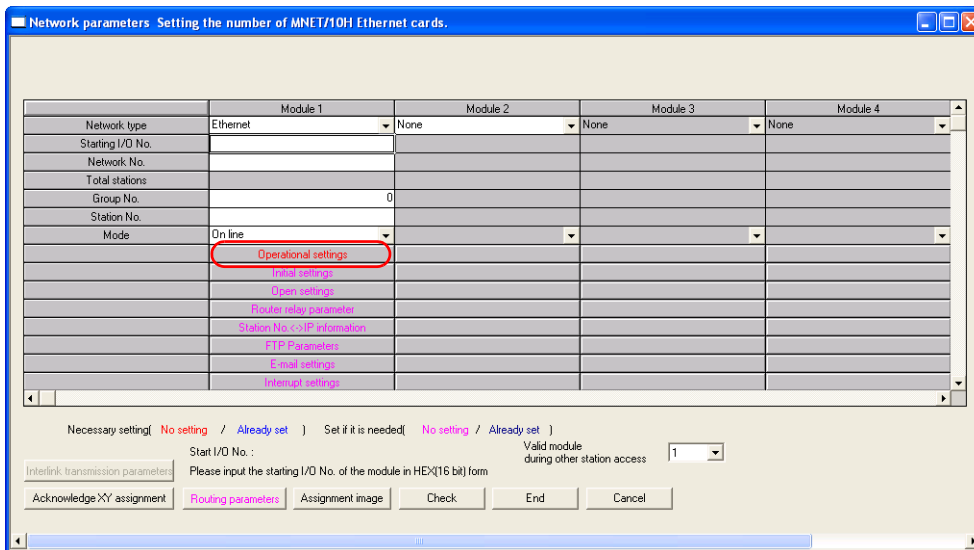 Network parameters Setting the number of MNET/10H Ethernet cards.
Module 1 Module 2 Module 3 Module 4
Network type Ethernet None None None
Starting I/O No.
Network No.
Total stations
Group No. 0
Station No.
Mode On line
Operational settings
Initial settings
Open settings
Router relay parameter
Station No.<->IP information
FTP Parameters
E-mail settings
Interrupt settings
Necessary setting( No setting / Already set ) Set if it is needed( No setting / Already set )
Start I/O No. :
Valid module
during other station access 1
Interlink transmission parameters Please input the starting I/O No. of the module in HEX(16 bit) form
Acknowledge XY assignment Routing parameters Assignment image Check End Cancel